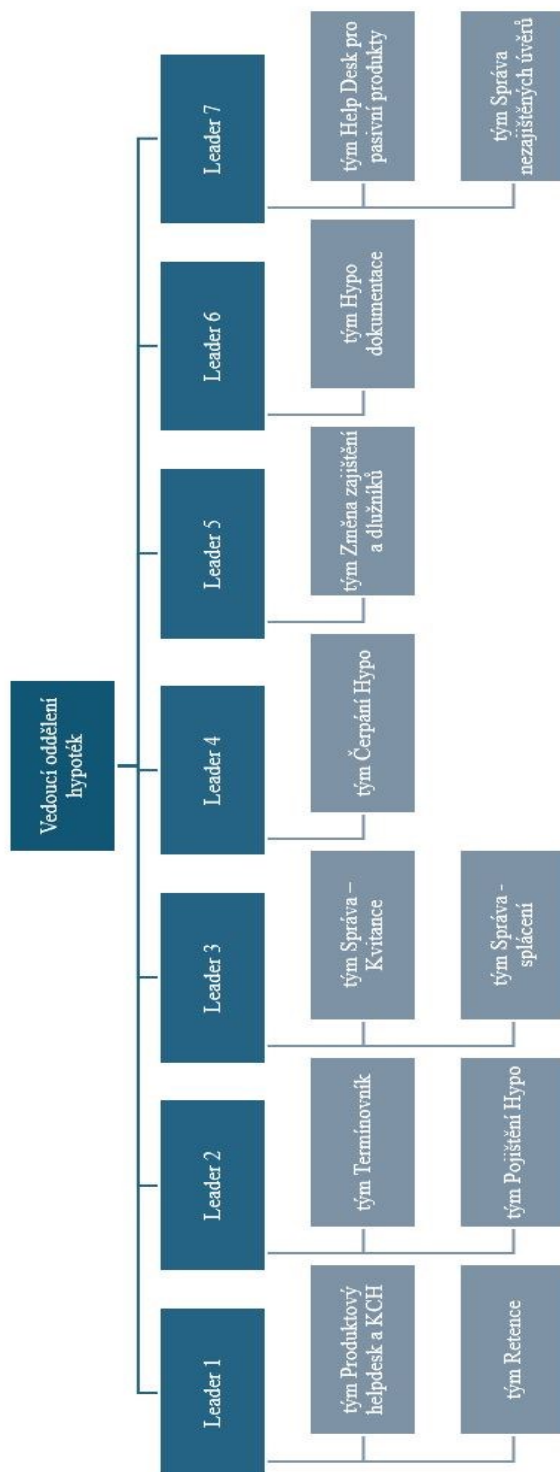 Vedoucí oddělení
hypoték
Leader 1
Leader 2
Leader 3
Leader 4
Leader 5
Leader 6
Leader 7
tým Produktový
helpdesk a KCH
tým Termínovník
tým Správa –
Kvitance
tým Čerpání Hypo
tým Změna zajištění
a dlužníků
tým Hypo
dokumentace
tým Help Desk pro
pasivní produkty
tým Retence
tým Pojištění Hypo
tým Správa -
splácení
tým Správa
nezajištěných úvěrů